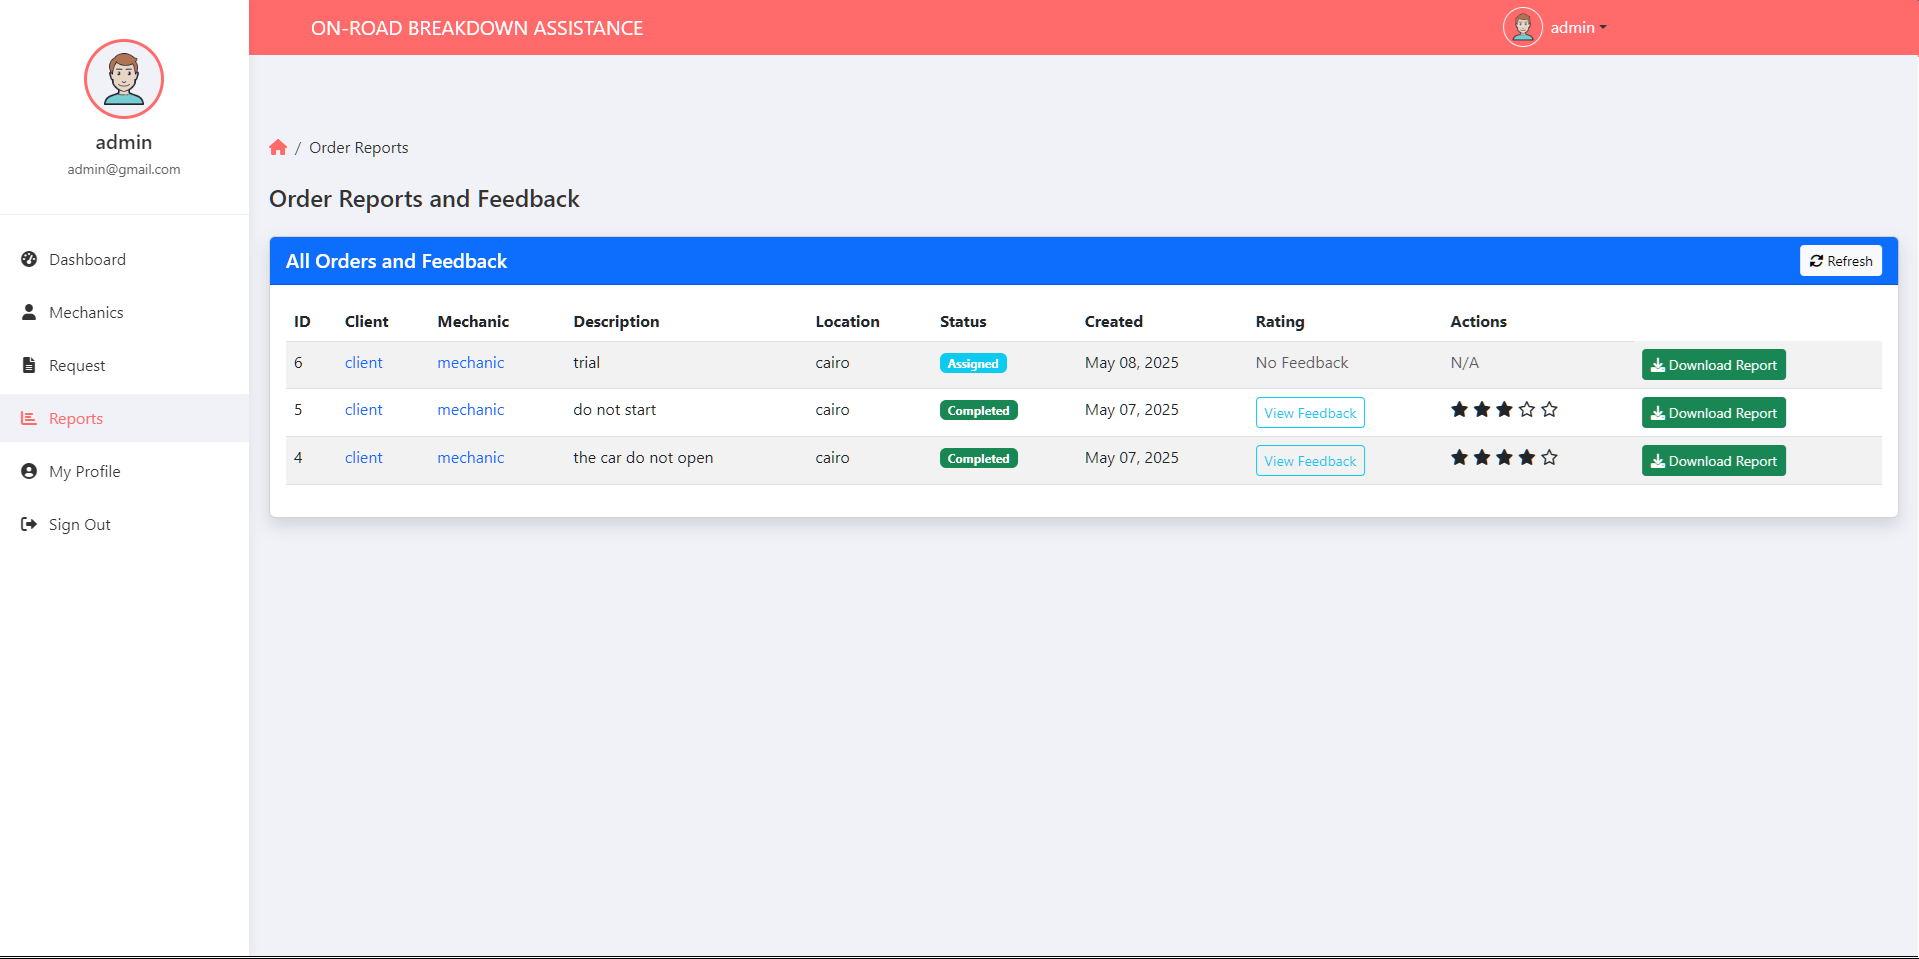 ON-ROAD BREAKDOWN ASSISTANCE
admin
admin
admin@gmail.com
Dashboard
Mechanics
Request
Reports
My Profile
Sign Out
/ Order Reports
Order Reports and Feedback
All Orders and Feedback
Refresh
ID Client Mechanic Description Location Status Created Rating Actions
6 client mechanic trial cairo Assigned May 08, 2025 No Feedback N/A Download Report
5 client mechanic do not start cairo Completed May 07, 2025 View Feedback Download Report
4 client mechanic the car do not open cairo Completed May 07, 2025 View Feedback Download Report